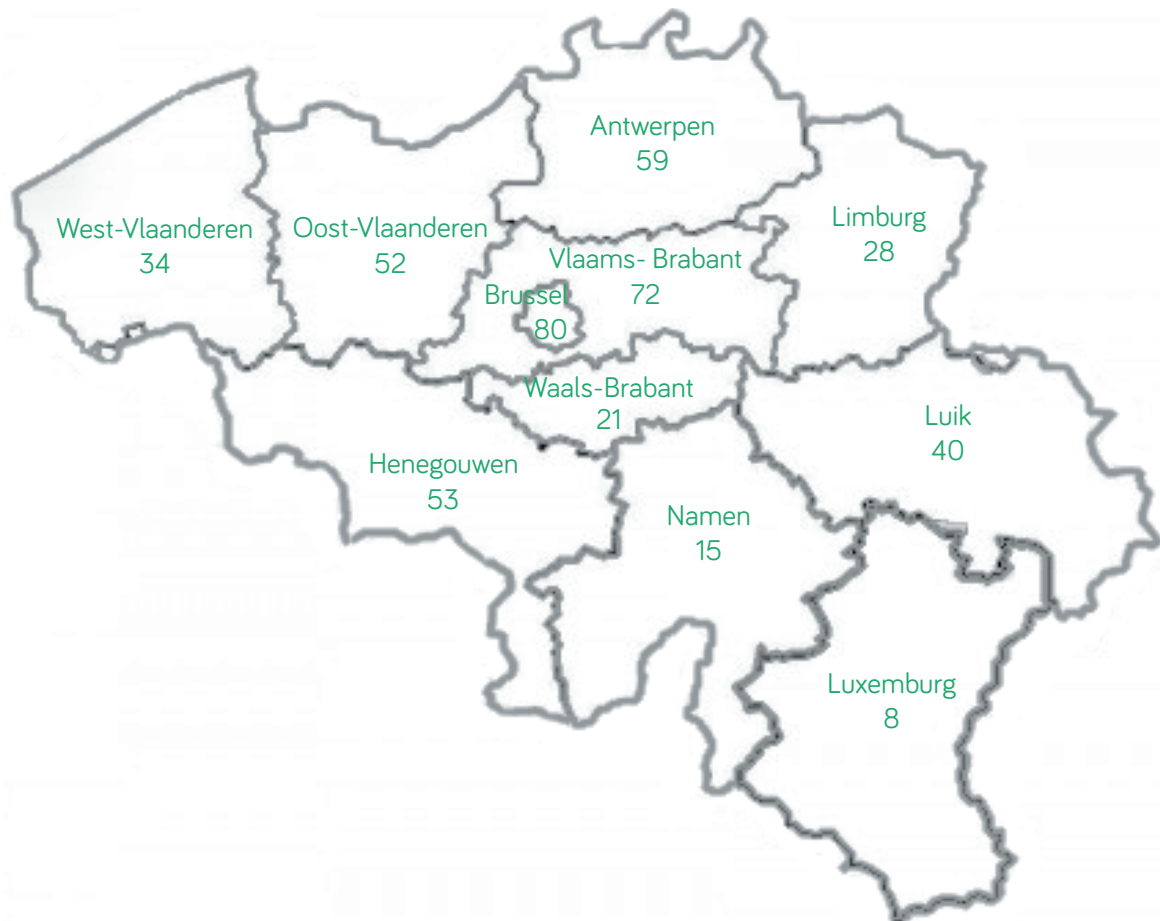 Antwerpen
59
Limburg
28
West-Vlaanderen
34
Oost-Vlaanderen
52
Vlaams- Brabant
72
Brussel
80
Waals-Brabant
21
Luik
40
Henegouwen
53
Namen
15
Luxemburg
8